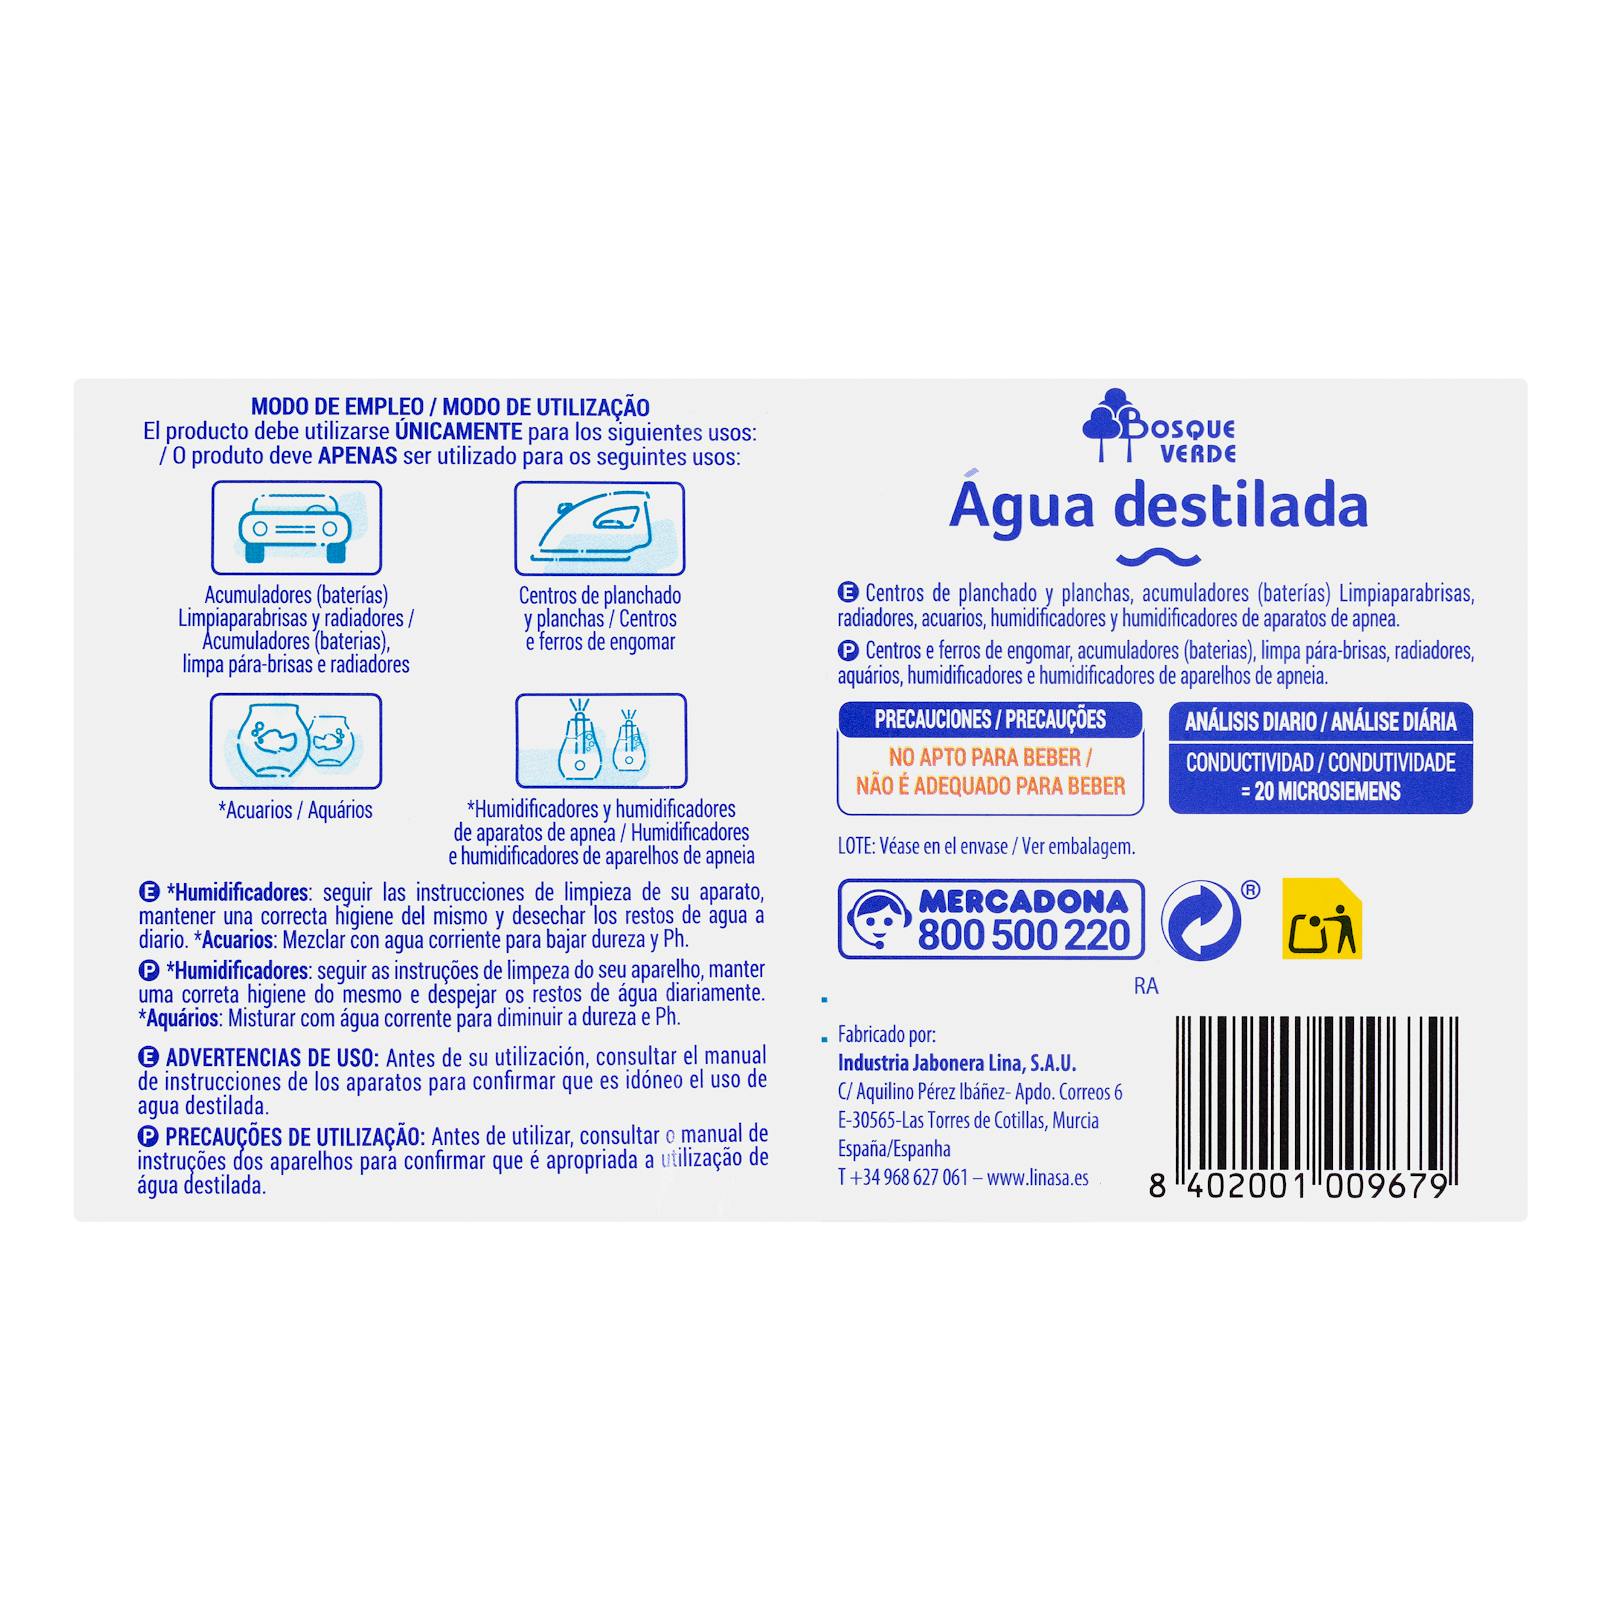 MODO DE EMPLEO / MODO DE UTILIZAÇÃO
El producto debe utilizarse ÚNICAMENTE para los siguientes usos:
/ O produto deve APENAS ser utilizado para os seguintes usos:
Acumuladores (baterías)
Limpiaparabrisas y radiadores /
Acumuladores (baterias),
limpa pára-brisas e radiadores
Centros de planchado
y planchas / Centros
e ferros de engomar
*Acuarios / Aquários
*Humidificadores y humidificadores
de aparatos de apnea / Humidificadores
e humidificadores de aparelhos de apneia
E *Humidificadores: seguir las instrucciones de limpieza de su aparato,
mantener una correcta higiene del mismo y desechar los restos de agua a
diario. *Acuarios: Mezclar con agua corriente para bajar dureza y Ph.
P *Humidificadores: seguir as instruções de limpeza do seu aparelho, manter
uma correta higiene do mesmo e despejar os restos de água diariamente.
*Aquários: Misturar com água corrente para diminuir a dureza e Ph.
E ADVERTENCIAS DE USO: Antes de su utilización, consultar el manual
de instrucciones de los aparatos para confirmar que es idóneo el uso de
agua destilada.
P PRECAUÇÕES DE UTILIZAÇÃO: Antes de utilizar, consultar o manual de
instruções dos aparelhos para confirmar que é apropriada a utilização de
água destilada.
BOSQUE
VERDE
Água destilada
E Centros de planchado y planchas, acumuladores (baterías) Limpiaparabrisas,
radiadores, acuarios, humidificadores y humidificadores de aparatos de apnea.
P Centros e ferros de engomar, acumuladores (baterias), limpa pára-brisas, radiadores,
aquários, humidificadores e humidificadores de aparelhos de apneia.
PRECAUCIONES / PRECAUÇÕES
NO APTO PARA BEBER /
NÃO É ADEQUADO PARA BEBER
ANÁLISIS DIARIO / ANÁLISE DIÁRIA
CONDUCTIVIDAD / CONDUTIVIDADE
= 20 MICROSIEMENS
LOTE: Véase en el envase / Ver embalagem.
MERCADONA
800 500 220
®
RA
Fabricado por:
Industria Jabonera Lina, S.A.U.
C/ Aquilino Pérez Ibáñez- Apdo. Correos 6
E-30565-Las Torres de Cotillas, Murcia
España/Espanha
T +34 968 627 061 – www.linasa.es
8 402001 009679